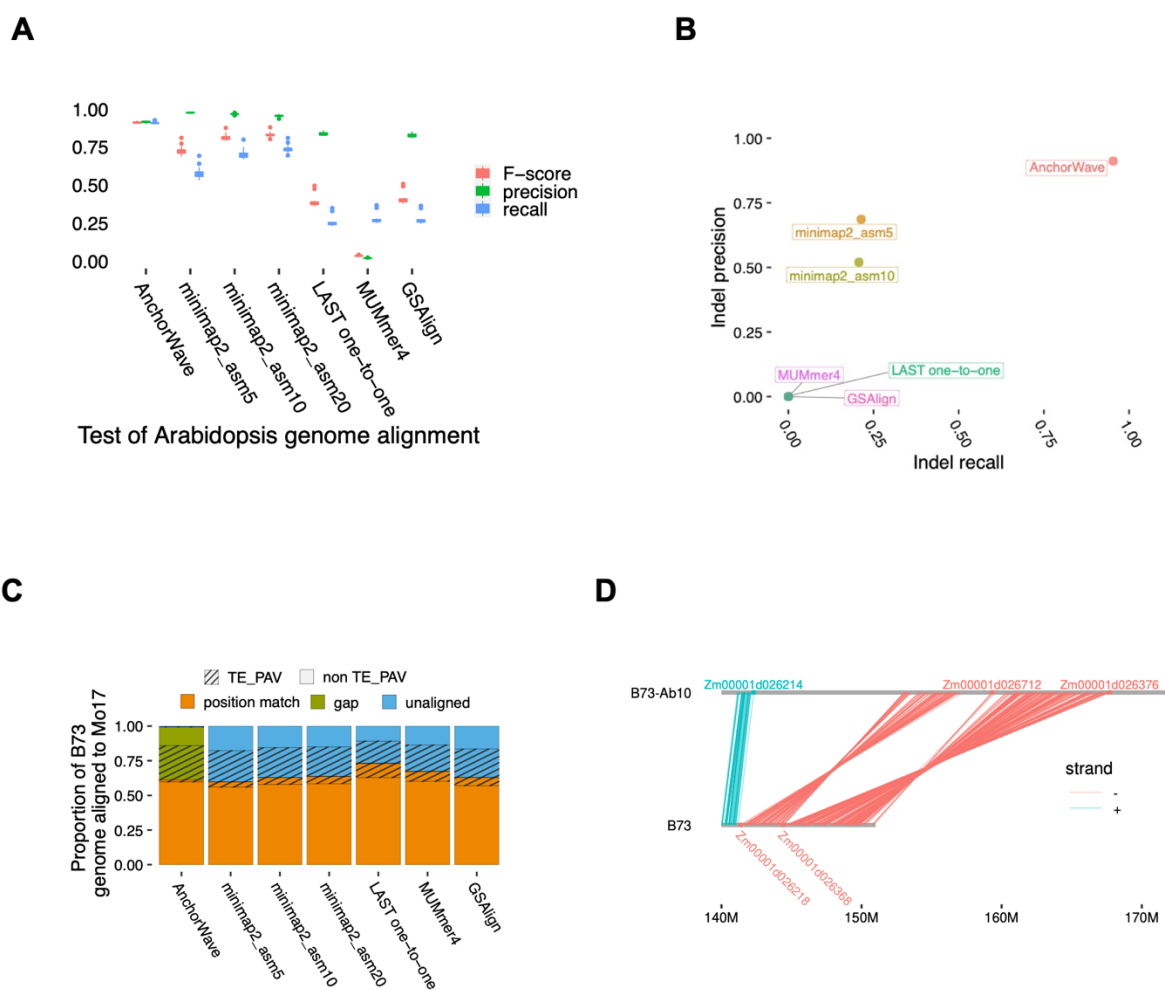 A
1.00
0.75
0.50
0.25
0.00
F-score
precision
recall
AnchorWave
minimap2_asm5
minimap2_asm10
minimap2_asm20
LAST one-to-one
MUMmer4
GSAlign
Test of Arabidopsis genome alignment
B
Indel precision
1.00
0.75
0.50
0.25
0.00
AnchorWave
minimap2_asm5
minimap2_asm10
MUMmer4
LAST one-to-one
GSAlign
0.00
0.25
0.50
0.75
1.00
Indel recall
C
TE_PAV
non TE_PAV
position match
gap
unaligned
Proportion of B73
genome aligned to Mo17
1.00
0.75
0.50
0.25
0.00
AnchorWave
minimap2_asm5
minimap2_asm10
minimap2_asm20
LAST one-to-one
MUMmer4
GSAlign
D
B73-Ab10
Zm00001d026214
Zm00001d026712
Zm00001d026376
strand
-
+
B73
Zm00001d026218
Zm00001d026368
140M
150M
160M
170M